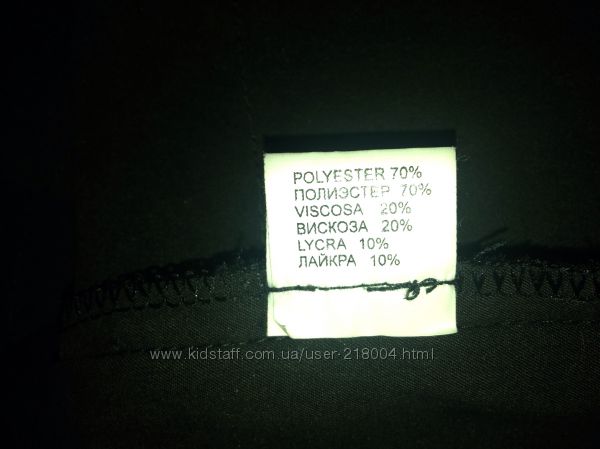 POLYESTER 70%
ПОЛИЭСТЕР 70%
VISCOSA 20%
ВИСКОЗА 20%
LYCRA 10%
ЛАЙКРА 10%
www.kidstaff.com.ua/user-218004.html